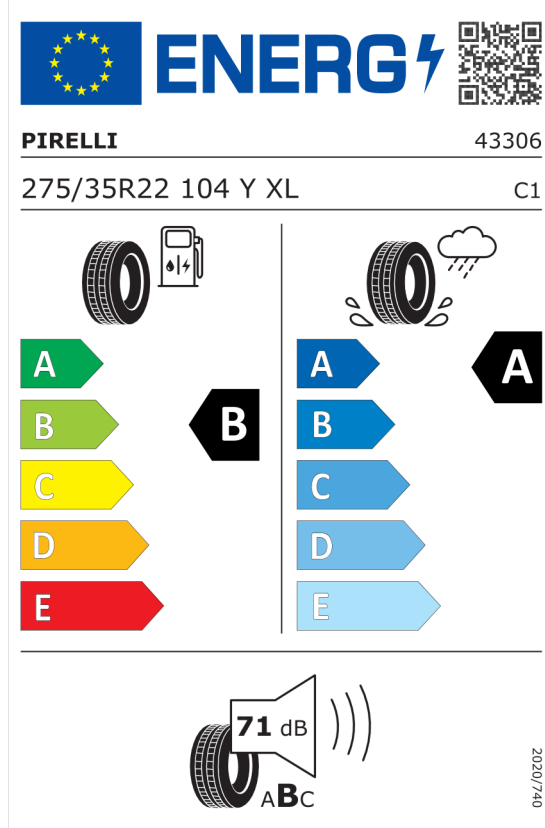 ENERG
PIRELLI 43306
275/35R22 104 Y XL C1
A A A
B B B
C C
D D
E E
71 dB
ABC
2020/740